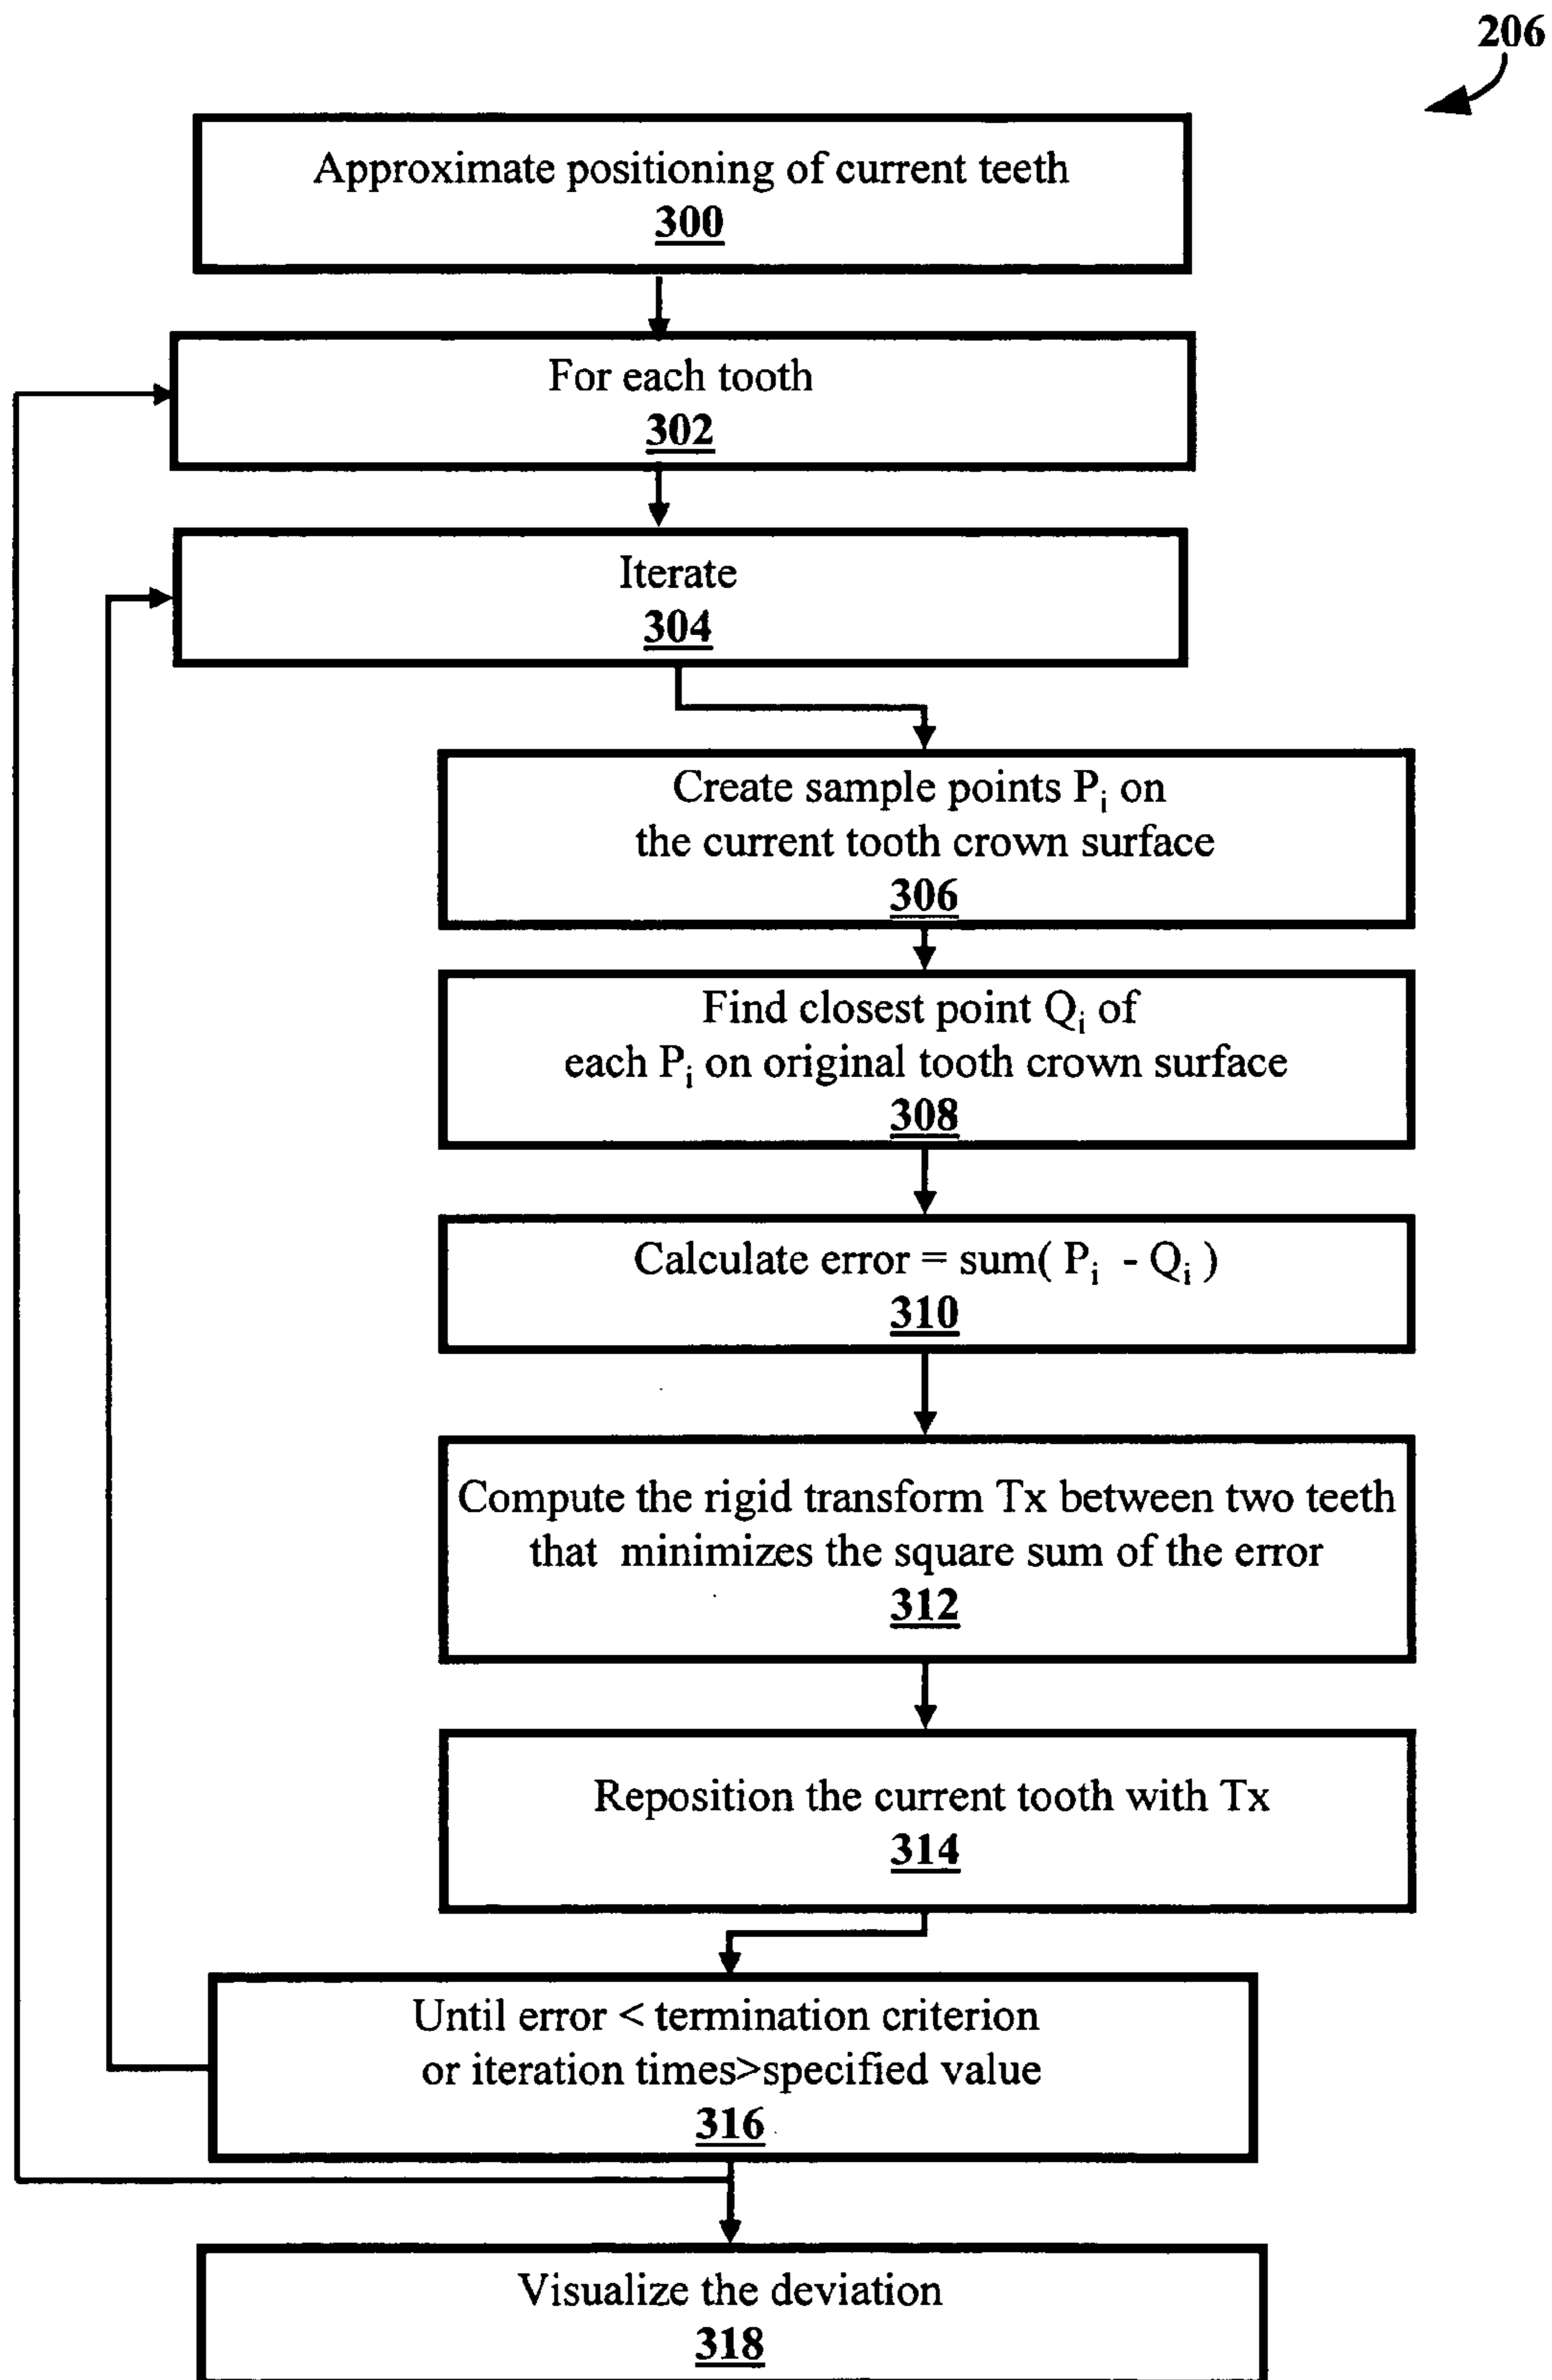 206
Approximate positioning of current teeth
300
For each tooth
302
Iterate
304
Create sample points Pi on
the current tooth crown surface
306
Find closest point Qi of
each Pi on original tooth crown surface
308
Calculate error = sum( Pi - Qi )
310
Compute the rigid transform Tx between two teeth
that minimizes the square sum of the error
312
Reposition the current tooth with Tx
314
Until error < termination criterion
or iteration times>specified value
316
Visualize the deviation
318